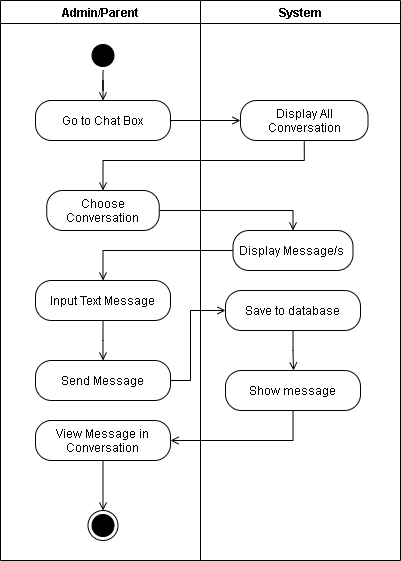 Admin/Parent
System
Go to Chat Box
Display All
Conversation
Choose
Conversation
Display Message/s
Input Text Message
Save to database
Send Message
Show message
View Message in
Conversation